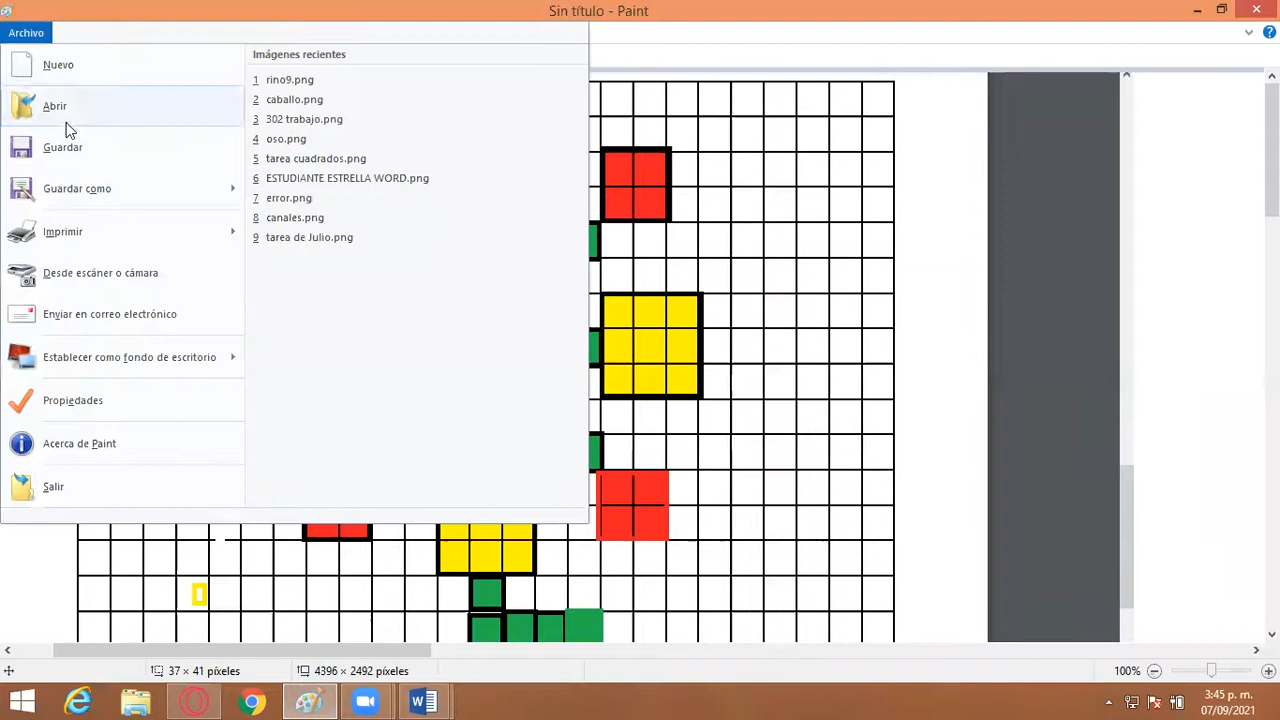 Sin título - Paint
Archivo
Nuevo
Abrir
Guardar
Guardar como
Imprimir
Desde escáner o cámara
Enviar en correo electrónico
Establecer como fondo de escritorio
Propiedades
Acerca de Paint
Salir
Imágenes recientes
1 rino9.png
2 caballo.png
3 302 trabajo.png
4 oso.png
5 tarea cuadrados.png
6 ESTUDIANTE ESTRELLA WORD.png
7 error.png
8 canales.png
9 tarea de Julio.png
37 × 41 píxeles
4396 × 2492 píxeles
100%
3:45 p. m.
07/09/2021